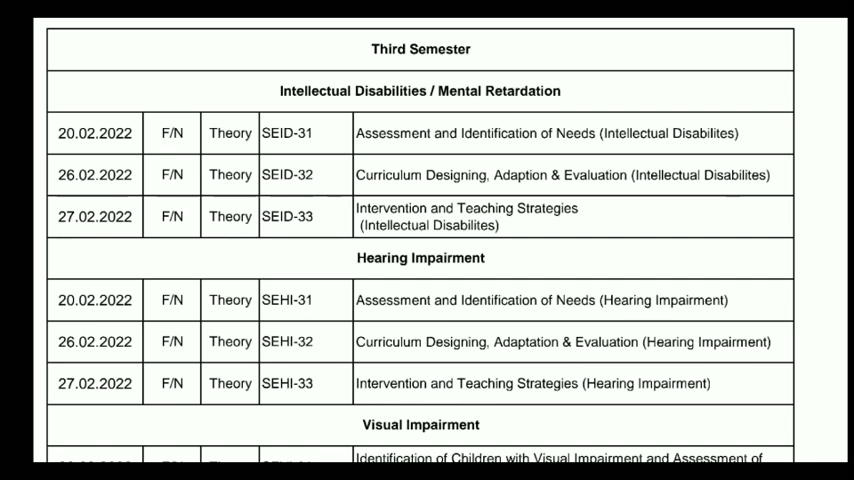 Third Semester
Intellectual Disabilities / Mental Retardation
20.02.2022 F/N Theory SEID-31 Assessment and Identification of Needs (Intellectual Disabilites)
26.02.2022 F/N Theory SEID-32 Curriculum Designing, Adaption & Evaluation (Intellectual Disabilites)
27.02.2022 F/N Theory SEID-33 Intervention and Teaching Strategies
(Intellectual Disabilites)
Hearing Impairment
20.02.2022 F/N Theory SEHI-31 Assessment and Identification of Needs (Hearing Impairment)
26.02.2022 F/N Theory SEHI-32 Curriculum Designing, Adaptation & Evaluation (Hearing Impairment)
27.02.2022 F/N Theory SEHI-33 Intervention and Teaching Strategies (Hearing Impairment)
Visual Impairment
Identification of Children with Visual Impairment and Assessment of